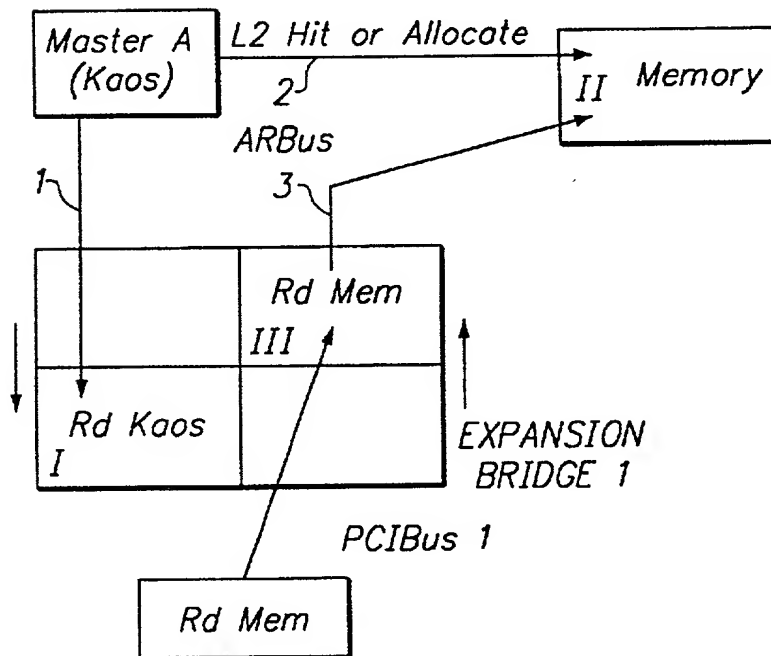 Master A
(Kaos)
L2 Hit or Allocate
2
II
Memory
ARBus
1
3
Rd Mem
III
Rd Kaos
I
EXPANSION
BRIDGE 1
PCIBus 1
Rd Mem